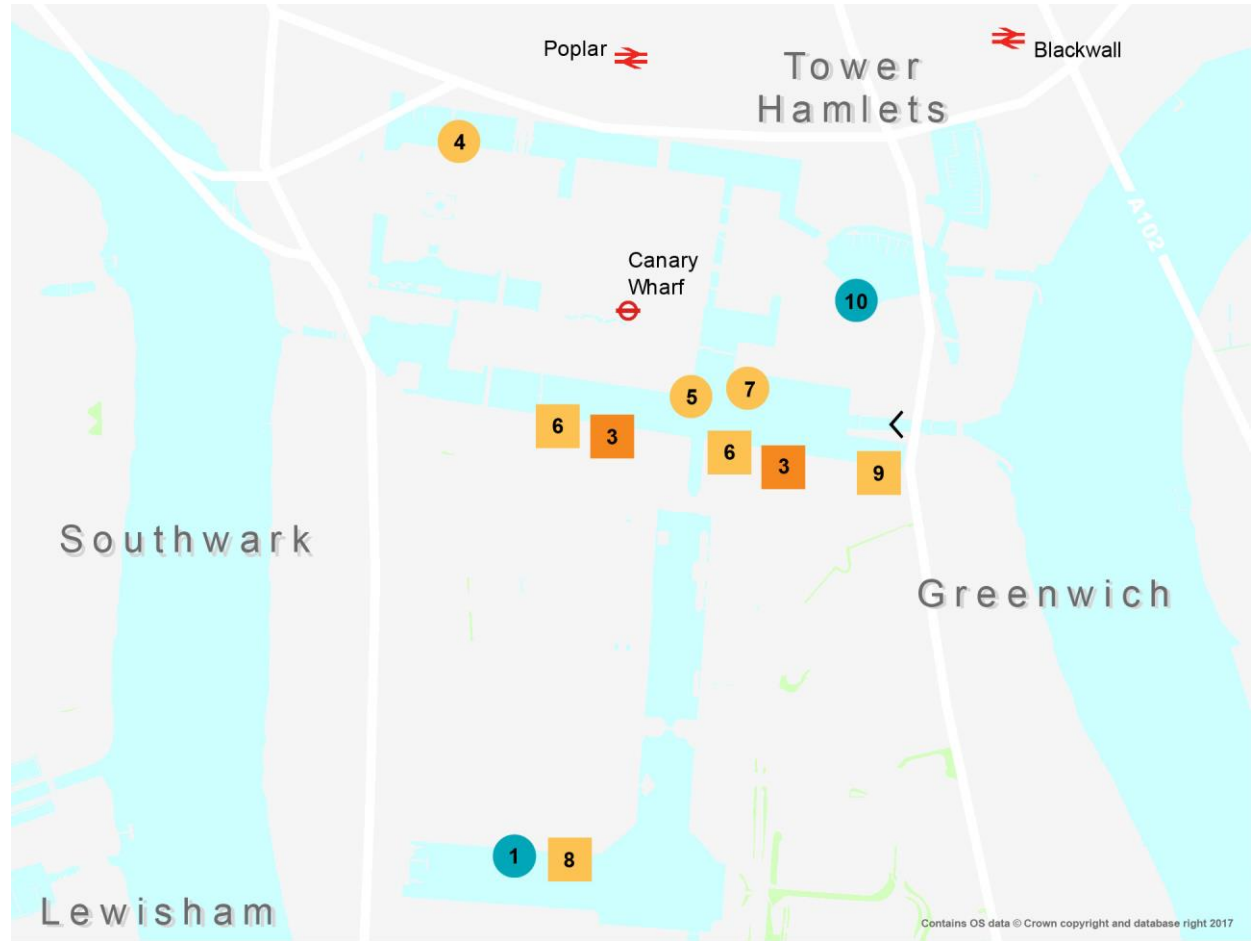 Poplar
Blackwall
Tower
Hamlets
4
A102
Canary
Wharf
10
5
7
6
3
6
3
9
Southwark
Greenwich
1
8
Lewisham
Contains OS data © Crown copyright and database right 2017